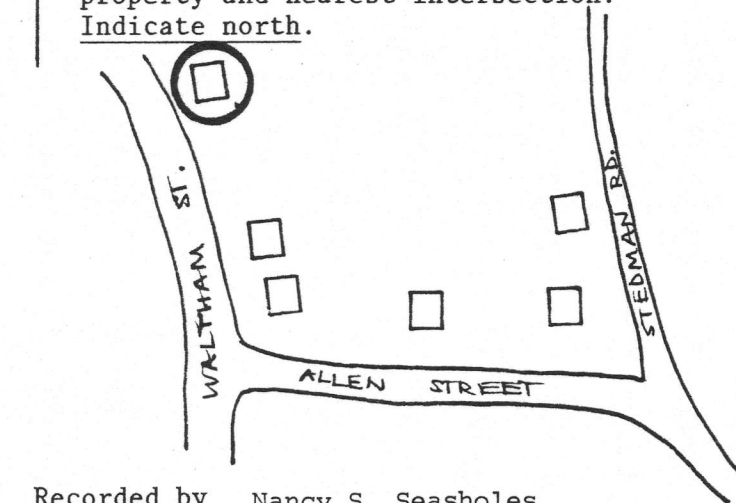 property and nearest intersection.
Indicate north.
WALTHAM ST.
STEDMAN RD.
ALLEN STREET
Recorded by Nancy S. Seasholes